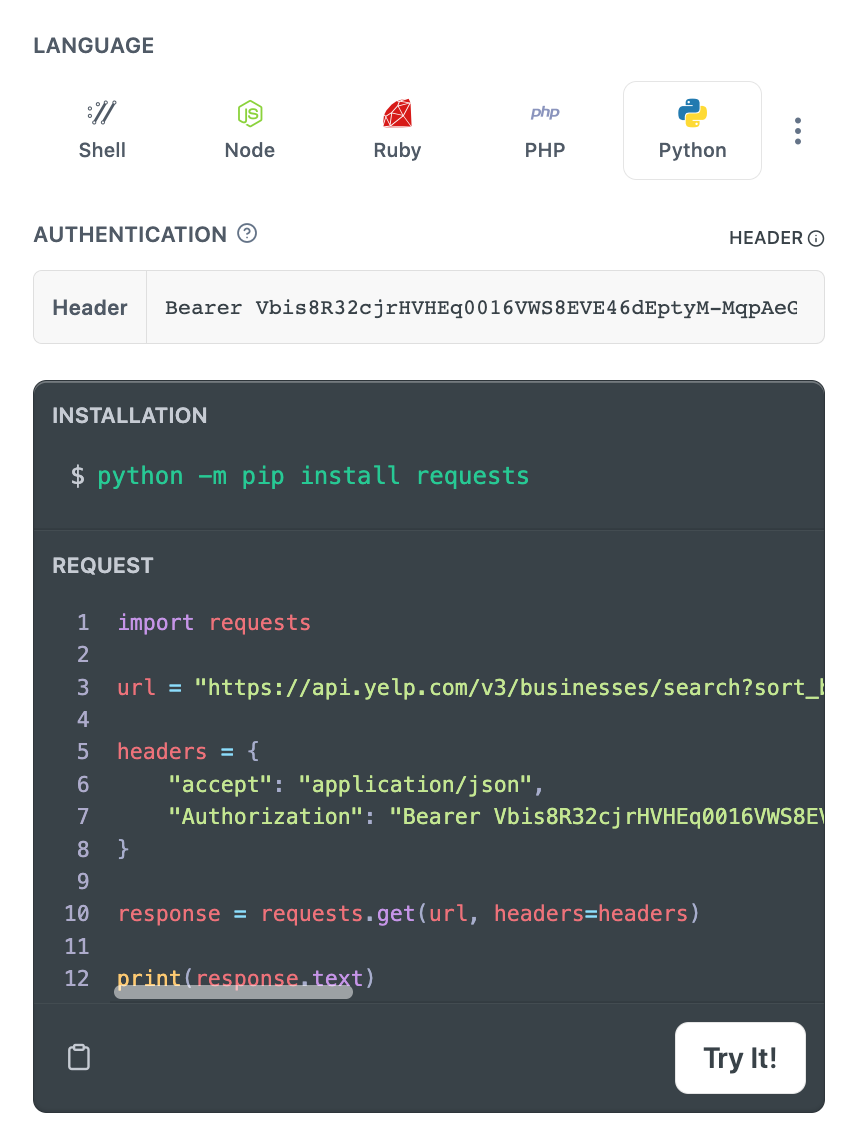 LANGUAGE
Shell
JS
Node
Ruby
php
PHP
Python
AUTHENTICATION ?
HEADER
Header Bearer Vbis8R32cjrHVHEq0016VWS8EVE46dEptyM-MqpAeG
INSTALLATION
$ python -m pip install requests
REQUEST
1 import requests
2
3 url = "https://api.yelp.com/v3/businesses/search?sort_b
4
5 headers = {
6     "accept": "application/json",
7     "Authorization": "Bearer Vbis8R32cjrHVHEq0016VWS8EV
8 }
9
10 response = requests.get(url, headers=headers)
11
12 print(response.text)
Try It!